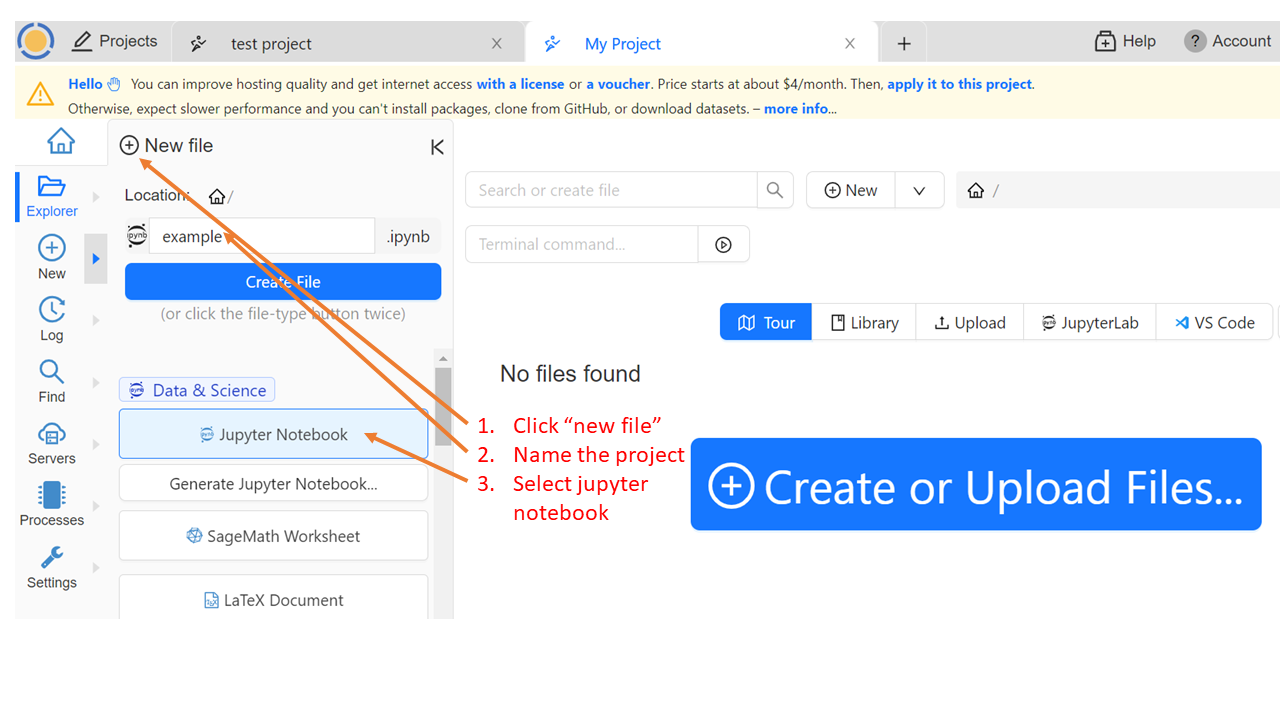 Projects
test project
My Project
Help
Account
Hello You can improve hosting quality and get internet access with a license or a voucher. Price starts at about $4/month. Then, apply it to this project.
Otherwise, expect slower performance and you can't install packages, clone from GitHub, or download datasets. – more info...
New file
Location: /
example .ipynb
Create File
(or click the file-type button twice)
Data & Science
Jupyter Notebook
Generate Jupyter Notebook...
SageMath Worksheet
LaTeX Document
Explorer
New
Log
Find
Servers
Processes
Settings
Search or create file
New
/
Terminal command...
Tour
Library
Upload
JupyterLab
VS Code
No files found
1. Click “new file”
2. Name the project
3. Select jupyter
notebook
Create or Upload Files...